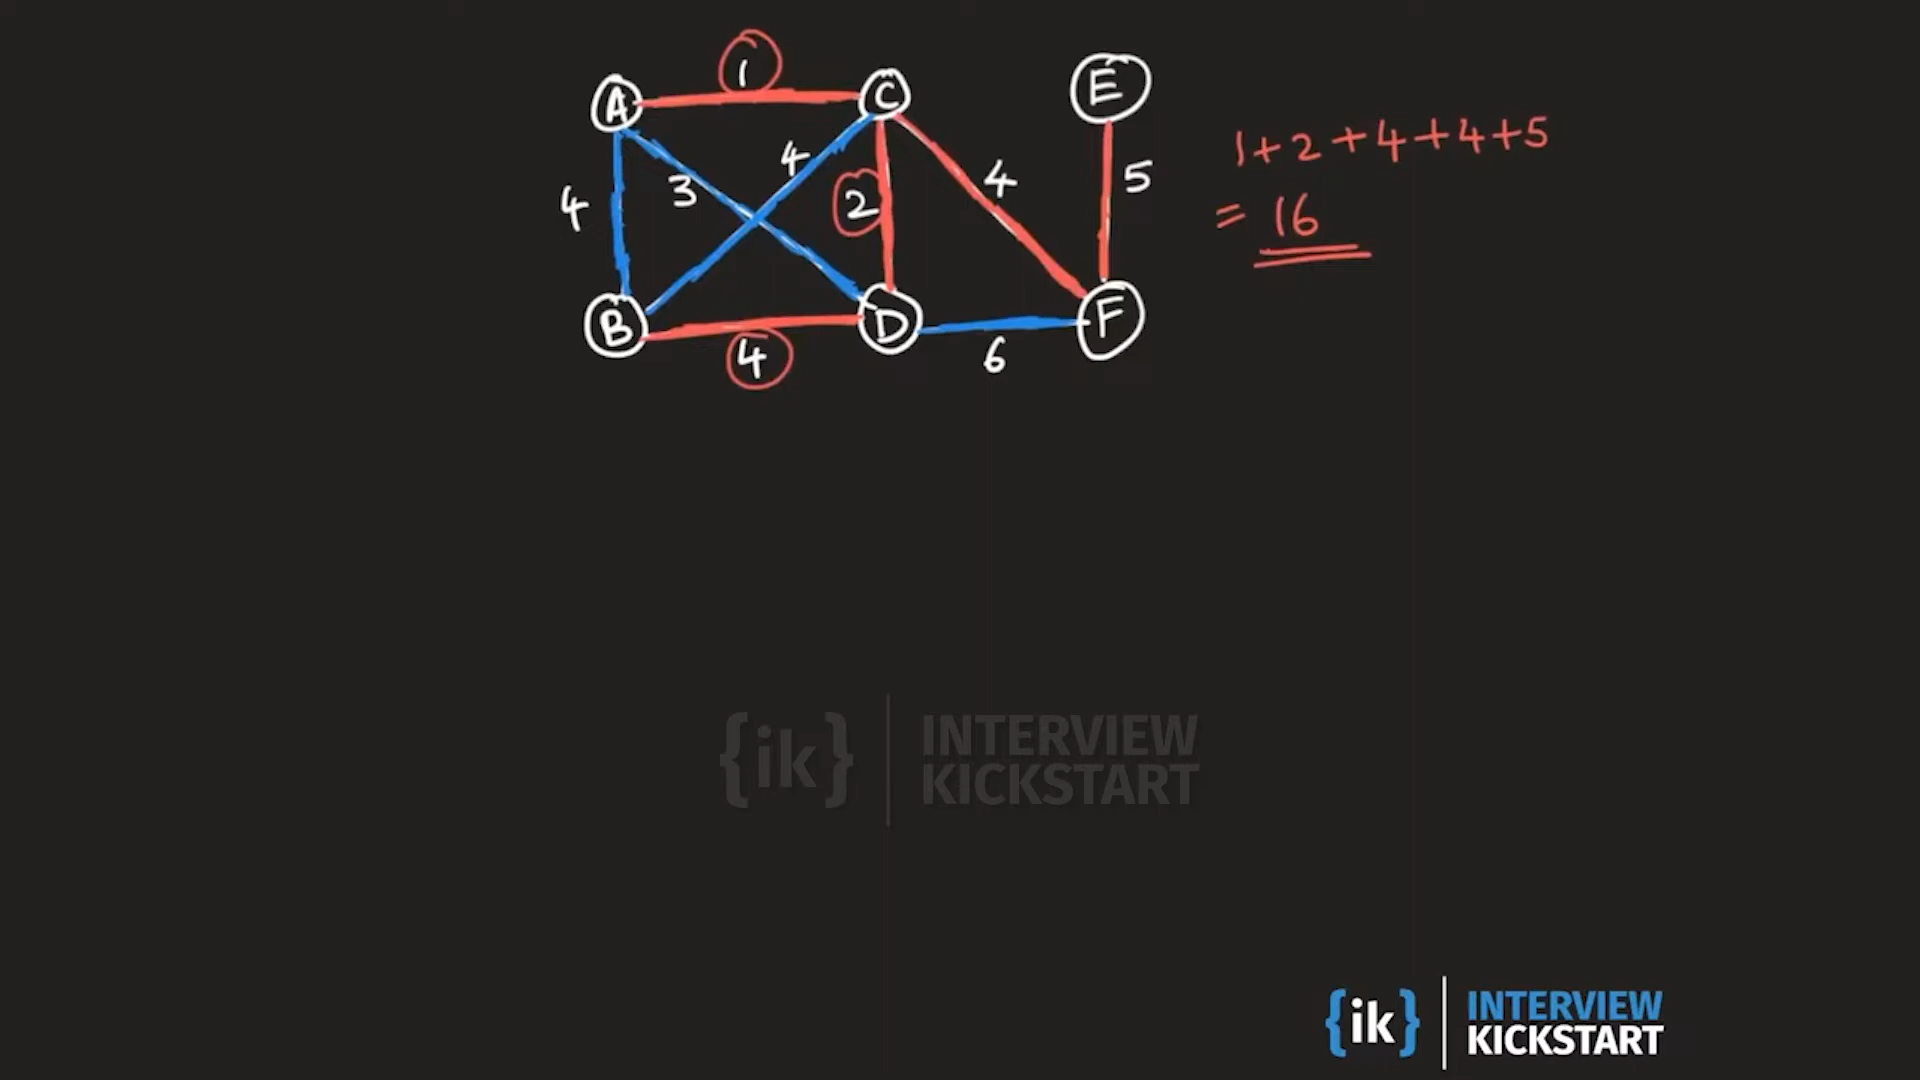 1
A
C
E
1+2+4+4+5
4
3
4
2
4
5
= 16
B
D
F
4
6
{ik} INTERVIEW
KICKSTART
{ik} INTERVIEW
KICKSTART